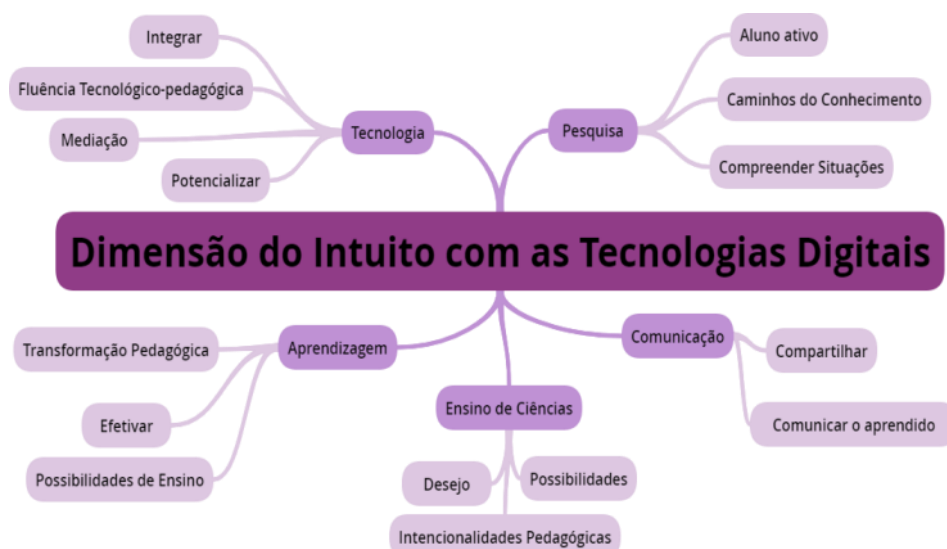 Integrar
Fluência Tecnológico-pedagógica
Mediação
Potencializar
Tecnologia
Pesquisa
Aluno ativo
Caminhos do Conhecimento
Compreender Situações
Dimensão do Intuito com as Tecnologias Digitais
Transformação Pedagógica
Efetivar
Possibilidades de Ensino
Aprendizagem
Ensino de Ciências
Desejo
Possibilidades
Intencionalidades Pedagógicas
Comunicação
Compartilhar
Comunicar o aprendido